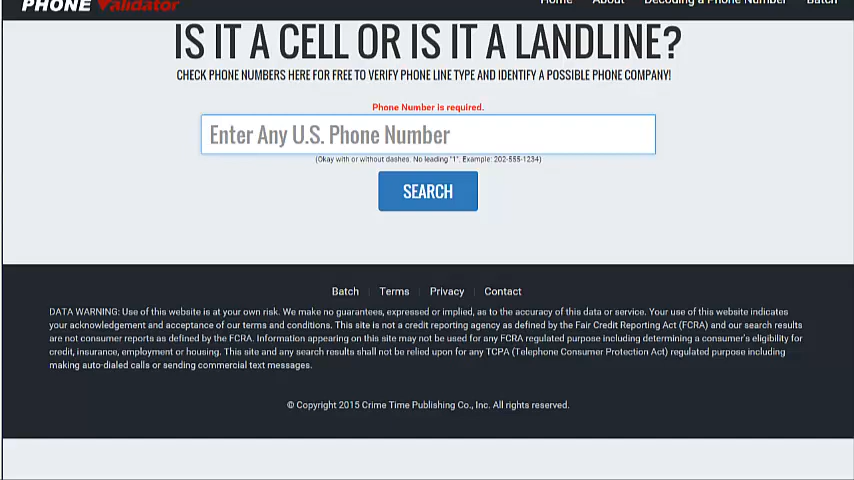 PHONE Validator
Home About Decoding a Phone Number Batch
IS IT A CELL OR IS IT A LANDLINE?
CHECK PHONE NUMBERS HERE FOR FREE TO VERIFY PHONE LINE TYPE AND IDENTIFY A POSSIBLE PHONE COMPANY!
Phone Number is required.
Enter Any U.S. Phone Number
(Okay with or without dashes. No leading "1". Example: 202-555-1234)
SEARCH
Batch Terms Privacy Contact
DATA WARNING: Use of this website is at your own risk. We make no guarantees, expressed or implied, as to the accuracy of this data or service. Your use of this website indicates
your acknowledgement and acceptance of our terms and conditions. This site is not a credit reporting agency as defined by the Fair Credit Reporting Act (FCRA) and our search results
are not consumer reports as defined by the FCRA. Information appearing on this site may not be used for any FCRA regulated purpose including determining a consumer's eligibility for
credit, insurance, employment or housing. This site and any search results shall not be relied upon for any TCPA (Telephone Consumer Protection Act) regulated purpose including
making auto-dialed calls or sending commercial text messages.
© Copyright 2015 Crime Time Publishing Co., Inc. All rights reserved.